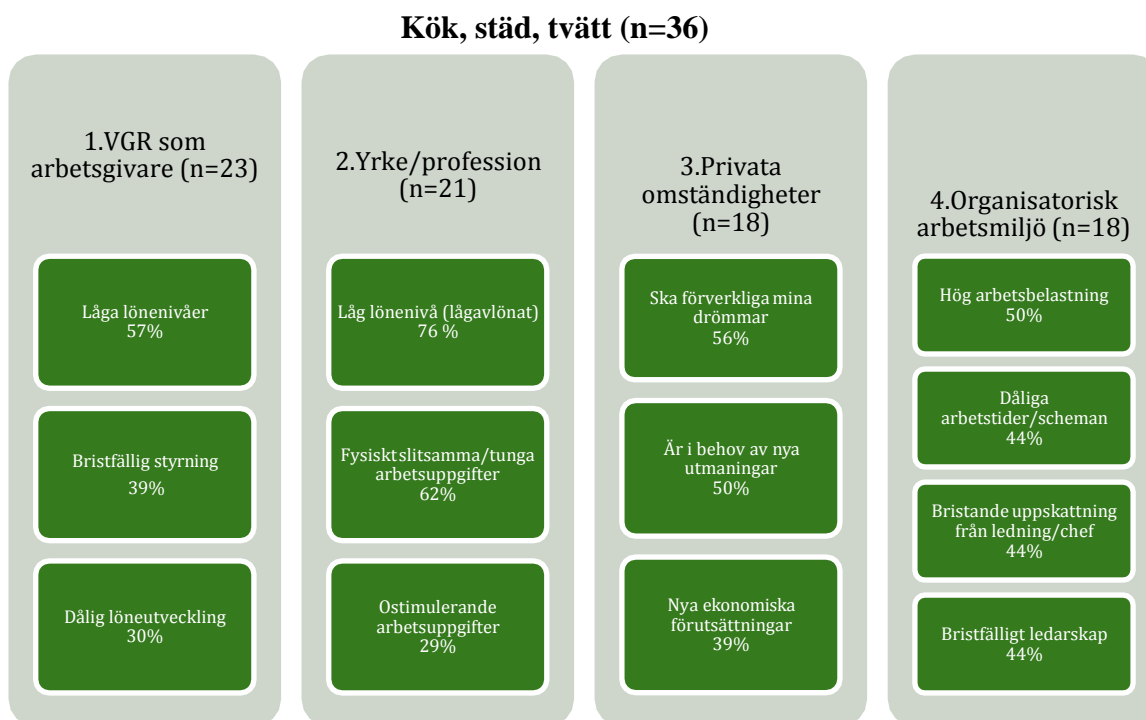 Kök, städ, tvätt (n=36)
1.VGR som
arbetsgivare (n=23)
Låga lönenivåer
57%
Bristfällig styrning
39%
Dålig löneutveckling
30%
2.Yrke/profession
(n=21)
Låg lönenivå (lågavlönat)
76 %
Fysiskt slitsamma/tunga
arbetsuppgifter
62%
Ostimulerande
arbetsuppgifter
29%
3.Privata
omständigheter
(n=18)
Ska förverkliga mina
drömmar
56%
Är i behov av nya
utmaningar
50%
Nya ekonomiska
förutsättningar
39%
4.Organisatorisk
arbetsmiljö (n=18)
Hög arbetsbelastning
50%
Dåliga
arbetstider/scheman
44%
Bristande uppskattning
från ledning/chef
44%
Bristfälligt ledarskap
44%